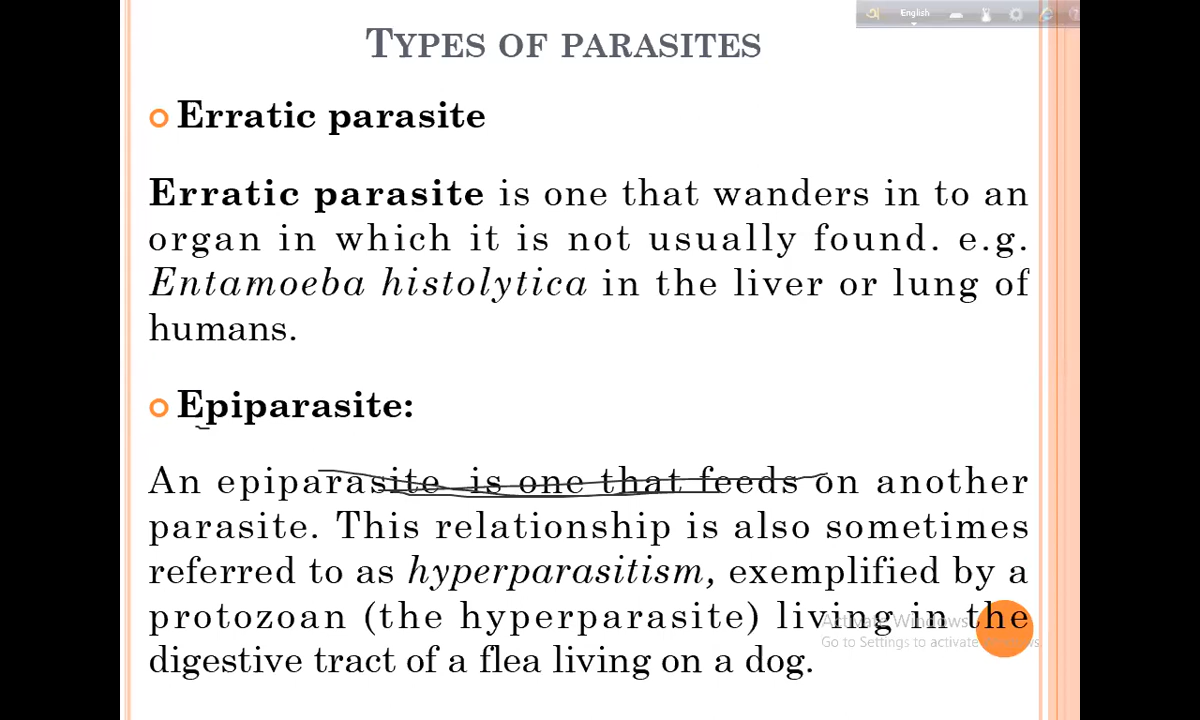 English
TYPES OF PARASITES
Erratic parasite
Erratic parasite is one that wanders in to an
organ in which it is not usually found. e.g.
Entamoeba histolytica in the liver or lung of
humans.
Epiparasite:
An epiparasite is one that feeds on another
parasite. This relationship is also sometimes
referred to as hyperparasitism, exemplified by a
protozoan (the hyperparasite) living in the
digestive tract of a flea living on a dog.
Activate Windows
Go to Settings to activate Windows